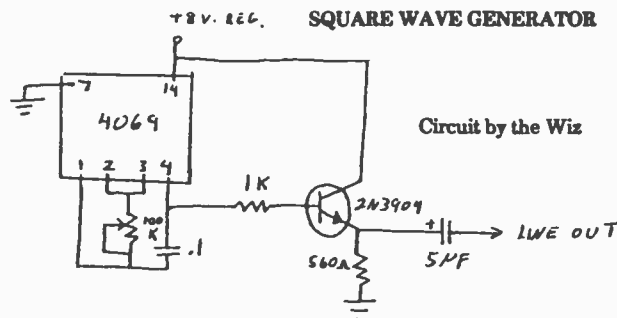 +8V. REG.
SQUARE WAVE GENERATOR
7
14
4069
Circuit by the Wiz
1 2 3 4
1K
2N3904
100
K
.1
+
5µF
LINE OUT
560Ω